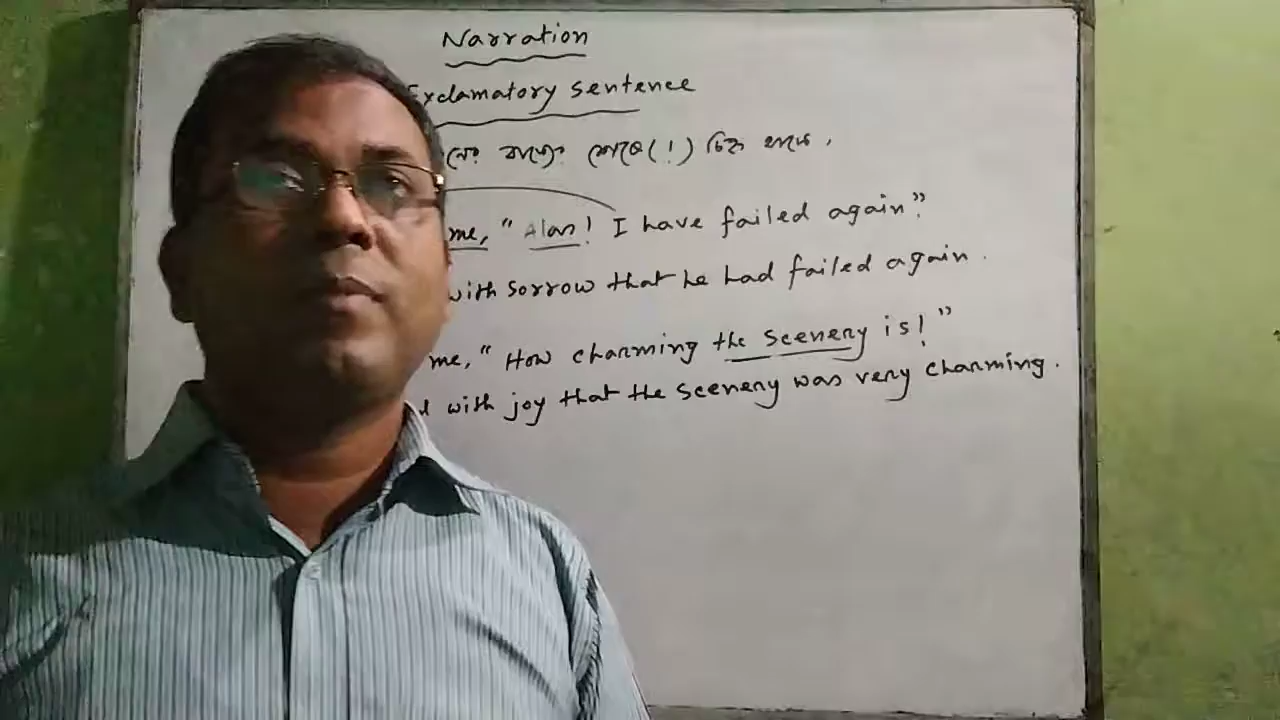 Narration
Exclamatory sentence
শেষে (!) চিহ্ন থাকে।
me, "Alas! I have failed again"
with sorrow that he had failed again.
me, "How charming the Scenery is!"
with joy that the Scenery was very charming.